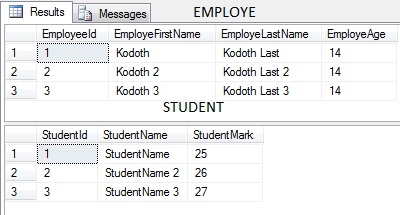 Results Messages EMPLOYE
EmployeeId EmployeFirstName EmployeLastName EmployeAge
1 1 Kodoth Kodoth Last 14
2 2 Kodoth 2 Kodoth Last 2 14
3 3 Kodoth 3 Kodoth Last 3 14
STUDENT
StudentId StudentName StudentMark
1 1 StudentName 25
2 2 StudentName 2 26
3 3 StudentName 3 27